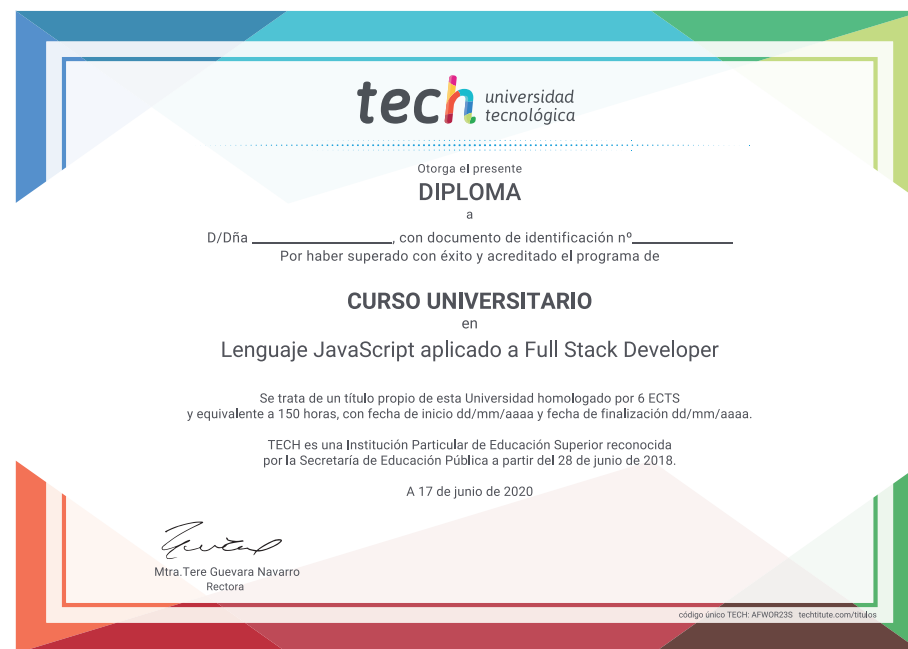 tech universidad
tecnológica
Otorga el presente
DIPLOMA
a
D/Dña ____________________, con documento de identificación nº______________
Por haber superado con éxito y acreditado el programa de
CURSO UNIVERSITARIO
en
Lenguaje JavaScript aplicado a Full Stack Developer
Se trata de un título propio de esta Universidad homologado por 6 ECTS
y equivalente a 150 horas, con fecha de inicio dd/mm/aaaa y fecha de finalización dd/mm/aaaa.
TECH es una Institución Particular de Educación Superior reconocida
por la Secretaría de Educación Pública a partir del 28 de junio de 2018.
A 17 de junio de 2020
Mtra.Tere Guevara Navarro
Rectora
código único TECH: AFWOR23S techtitute.com/titulos